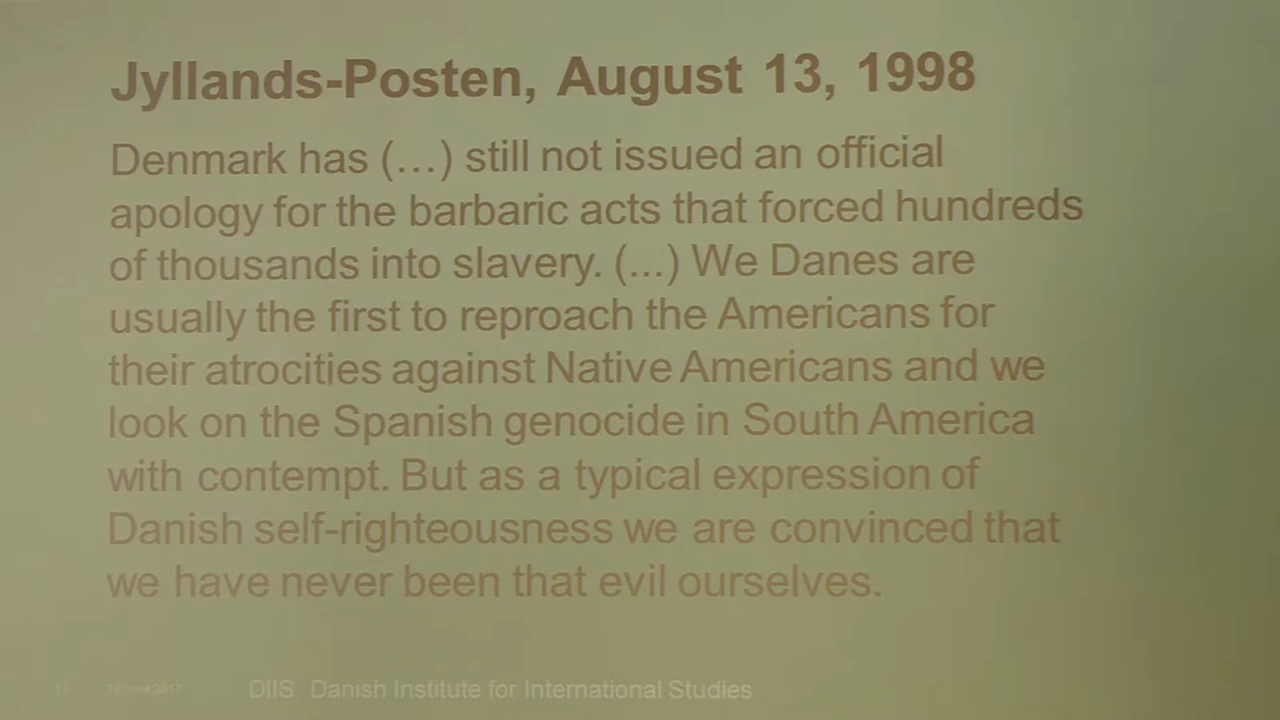 Jyllands-Posten, August 13, 1998
Denmark has (…) still not issued an official
apology for the barbaric acts that forced hundreds
of thousands into slavery. (...) We Danes are
usually the first to reproach the Americans for
their atrocities against Native Americans and we
look on the Spanish genocide in South America
with contempt. But as a typical expression of
Danish self-righteousness we are convinced that
we have never been that evil ourselves.
DIIS Danish Institute for International Studies